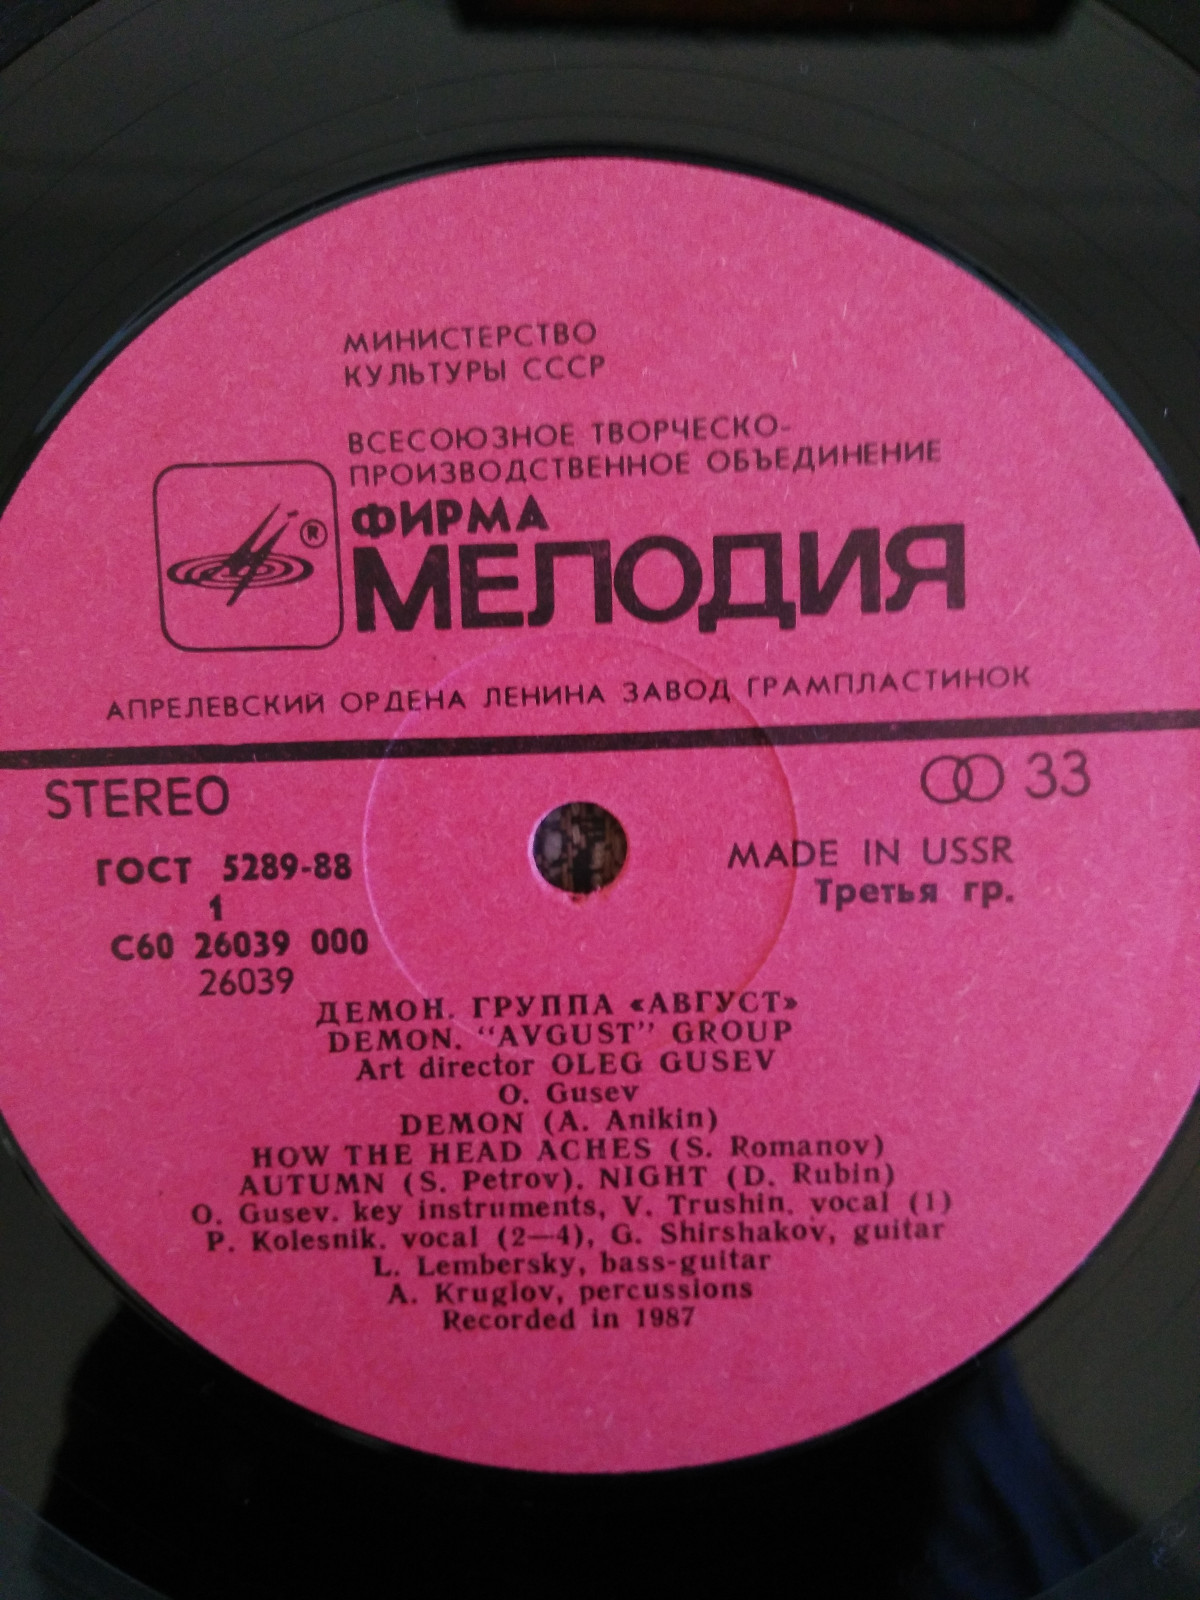 МИНИСТЕРСТВО
КУЛЬТУРЫ СССР
ВСЕСОЮЗНОЕ ТВОРЧЕСКО-
ПРОИЗВОДСТВЕННОЕ ОБЪЕДИНЕНИЕ
®
ФИРМА
МЕЛОДИЯ
АПРЕЛЕВСКИЙ ОРДЕНА ЛЕНИНА ЗАВОД ГРАМПЛАСТИНОК
STEREO
33
ГОСТ 5289-88
MADE IN USSR
1
Третья гр.
С60 26039 000
26039
ДЕМОН. ГРУППА «АВГУСТ»
DEMON. "AVGUST" GROUP
Art director OLEG GUSEV
O. Gusev
DEMON (A. Anikin)
HOW THE HEAD ACHES (S. Romanov)
AUTUMN (S. Petrov). NIGHT (D. Rubin)
O. Gusev. key instruments, V. Trushin. vocal (1)
P. Kolesnik. vocal (2—4), G. Shirshakov, guitar
L. Lembersky, bass-guitar
A. Kruglov, percussions
Recorded in 1987